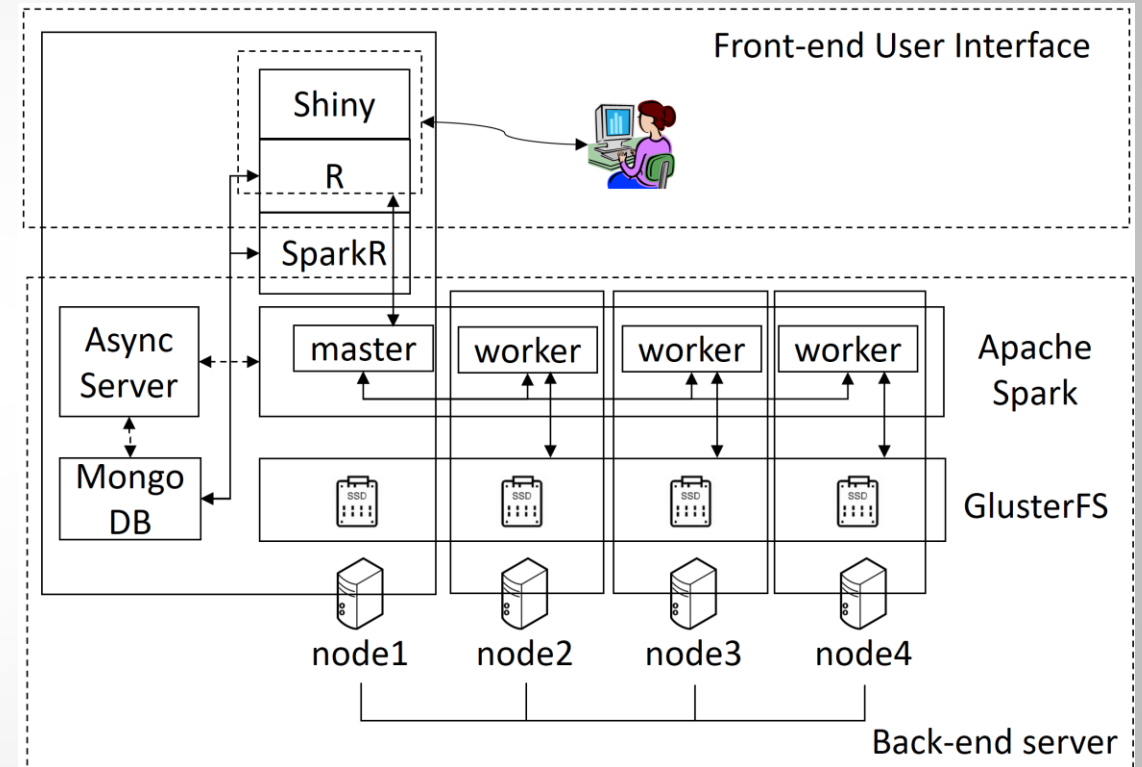 Front-end User Interface
Shiny
R
SparkR
Async
Server
master
worker
worker
worker
Apache
Spark
Mongo
DB
SSD
SSD
SSD
SSD
GlusterFS
node1
node2
node3
node4
Back-end server